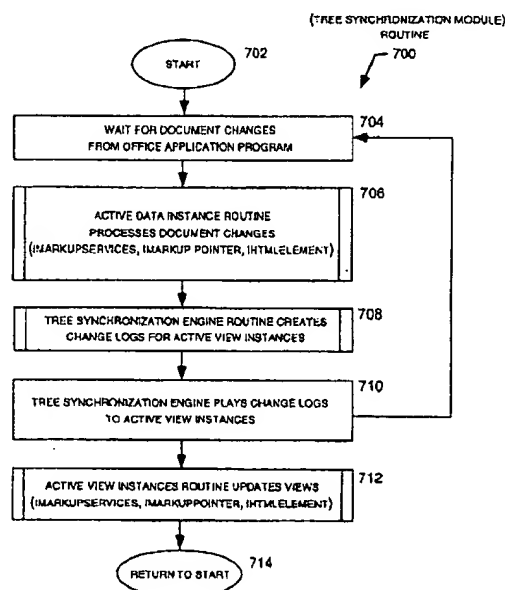 (TREE SYNCHRONIZATION MODULE)
ROUTINE
700
START
702
WAIT FOR DOCUMENT CHANGES
FROM OFFICE APPLICATION PROGRAM
704
706
ACTIVE DATA INSTANCE ROUTINE
PROCESSES DOCUMENT CHANGES
(IMARKUPSERVICES, IMARKUP POINTER, IHTMLELEMENT)
708
TREE SYNCHRONIZATION ENGINE ROUTINE CREATES
CHANGE LOGS FOR ACTIVE VIEW INSTANCES
710
TREE SYNCHRONIZATION ENGINE PLAYS CHANGE LOGS
TO ACTIVE VIEW INSTANCES
712
ACTIVE VIEW INSTANCES ROUTINE UPDATES VIEWS
(IMARKUPSERVICES, IMARKUPPOINTER, IHTMLELEMENT)
RETURN TO START
714